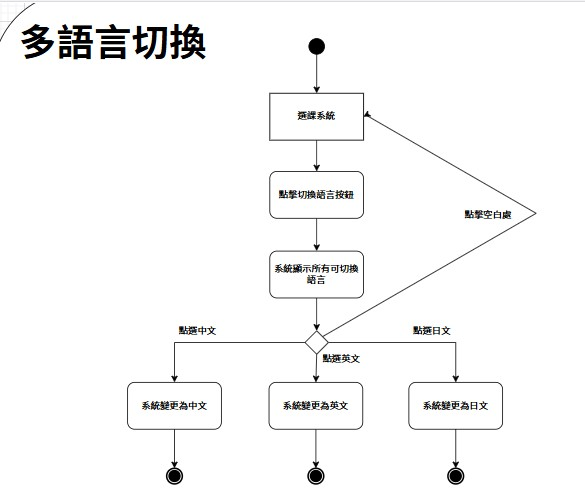 多語言切換
選課系統
點擊切換語言按鈕
點擊空白處
系統顯示所有可切換
語言
點選中文
點選日文
點選英文
系統變更為中文
系統變更為英文
系統變更為日文